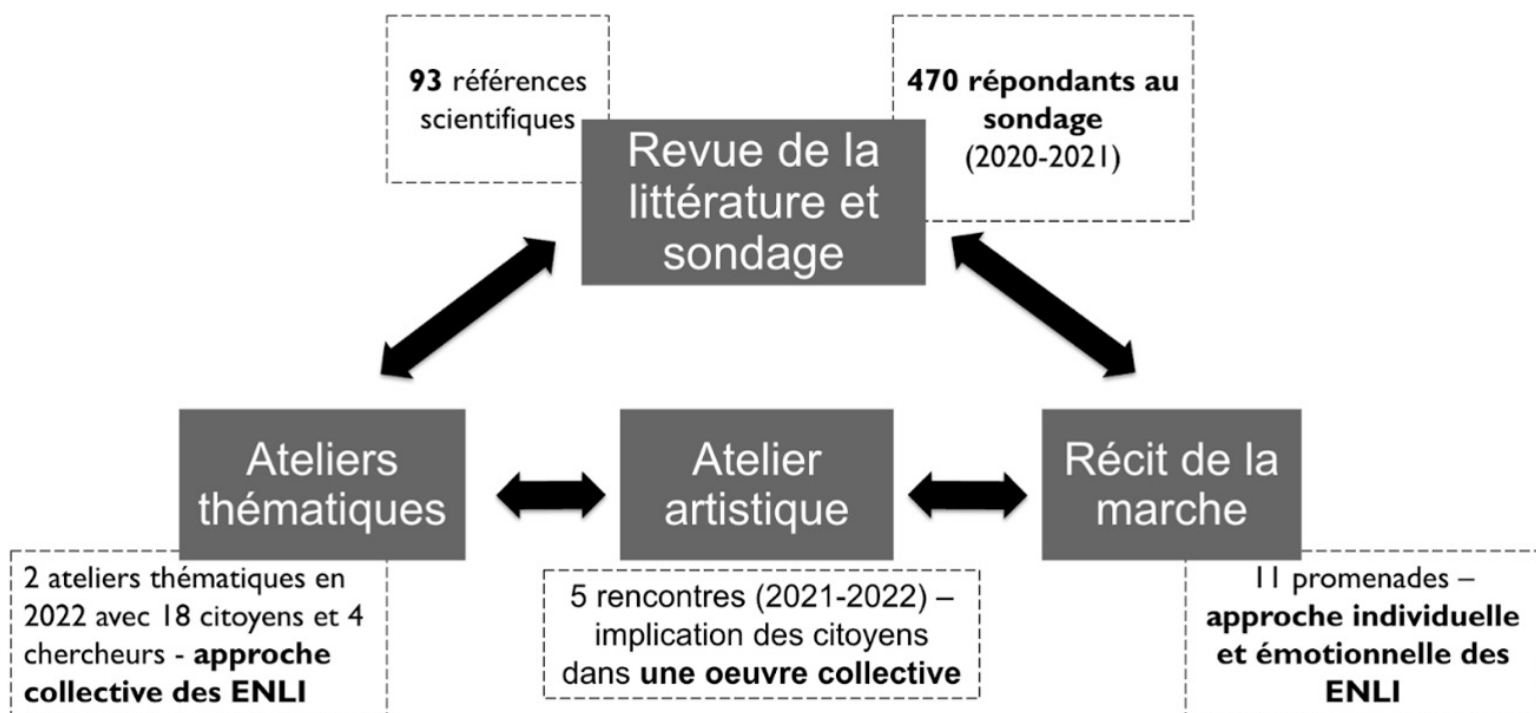 93 références
scientifiques
470 répondants au
sondage
(2020-2021)
Revue de la
littérature et
sondage
Ateliers
thématiques
Atelier
artistique
Récit de la
marche
2 ateliers thématiques en
2022 avec 18 citoyens et 4
chercheurs - approche
collective des ENLI
5 rencontres (2021-2022) –
implication des citoyens
dans une oeuvre collective
11 promenades –
approche individuelle
et émotionnelle des
ENLI